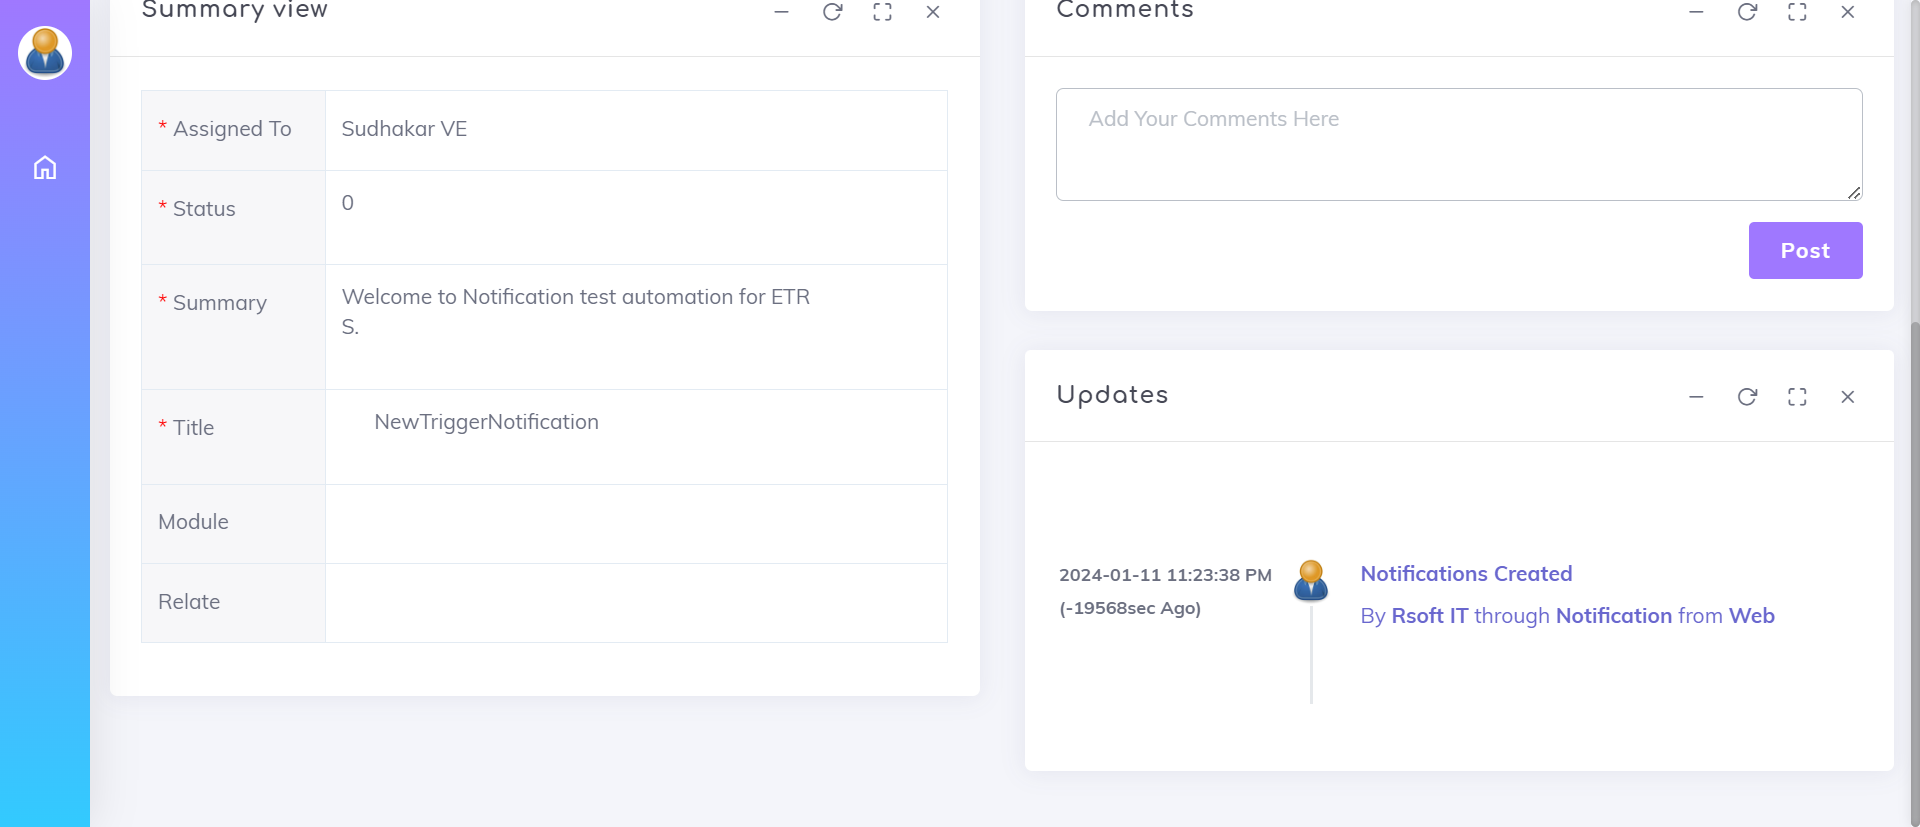 Summary view
* Assigned To
Sudhakar VE
* Status
0
* Summary
Welcome to Notification test automation for ETR
S.
* Title
NewTriggerNotification
Module
Relate
Comments
Add Your Comments Here
Post
Updates
2024-01-11 11:23:38 PM
(-19568sec Ago)
Notifications Created
By Rsoft IT through Notification from Web